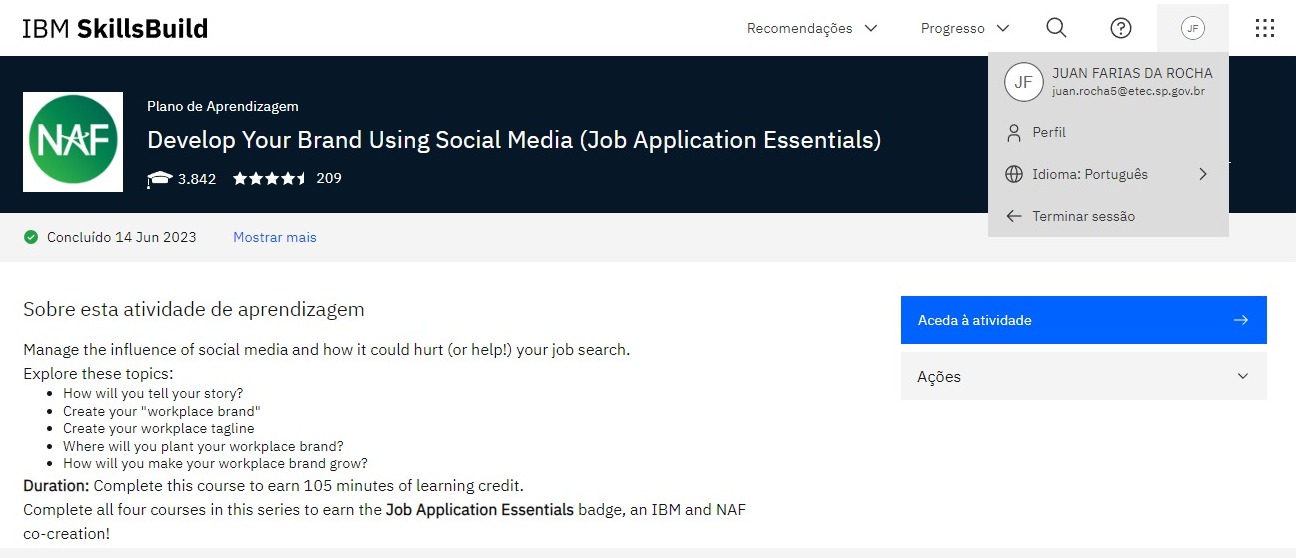 IBM SkillsBuild
Recomendações
Progresso
JF
JF
JUAN FARIAS DA ROCHA
juan.rocha5@etec.sp.gov.br
Perfil
Idioma: Português
Terminar sessão
NAF
Plano de Aprendizagem
Develop Your Brand Using Social Media (Job Application Essentials)
3.842
209
Concluído 14 Jun 2023
Mostrar mais
Sobre esta atividade de aprendizagem
Manage the influence of social media and how it could hurt (or help!) your job search.
Explore these topics:
• How will you tell your story?
• Create your "workplace brand"
• Create your workplace tagline
• Where will you plant your workplace brand?
• How will you make your workplace brand grow?
Duration: Complete this course to earn 105 minutes of learning credit.
Complete all four courses in this series to earn the Job Application Essentials badge, an IBM and NAF
co-creation!
Aceda à atividade
Ações